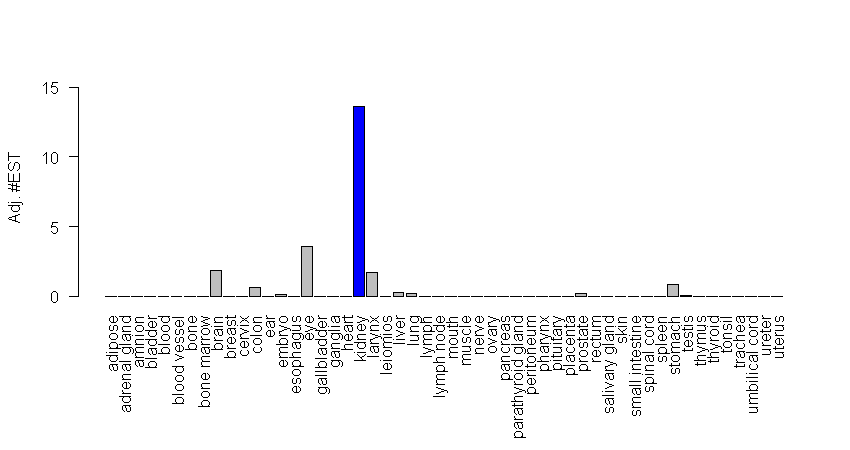 15
10
5
0
Adj. #EST
adipose
adrenal gland
amnion
bladder
blood
blood vessel
bone
bone marrow
brain
breast
cervix
colon
ear
embryo
esophagus
eye
gallbladder
ganglia
heart
kidney
larynx
leiomios
liver
lung
lymph
lymph node
mouth
muscle
nerve
ovary
pancreas
parathyroid gland
peritoneum
pharynx
pituitary
placenta
prostate
rectum
salivary gland
skin
small intestine
spinal cord
spleen
stomach
testis
thymus
thyroid
tonsil
trachea
umbilical cord
ureter
uterus